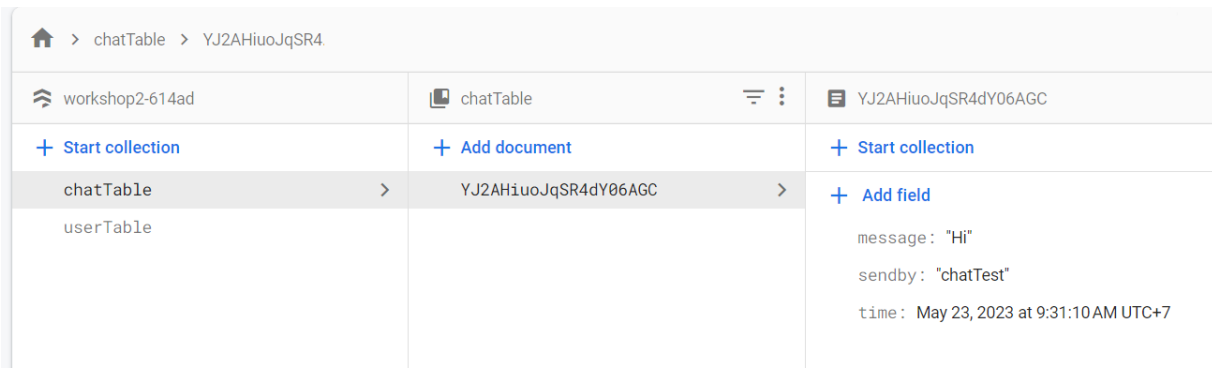 chatTable > YJ2AHiuoJqSR4.
workshop2-614ad
chatTable
YJ2AHiuoJqSR4dY06AGC
+ Start collection
+ Add document
+ Start collection
chatTable >
YJ2AHiuoJqSR4dY06AGC >
+ Add field
userTable
message: "Hi"
sendby: "chatTest"
time: May 23, 2023 at 9:31:10 AM UTC+7